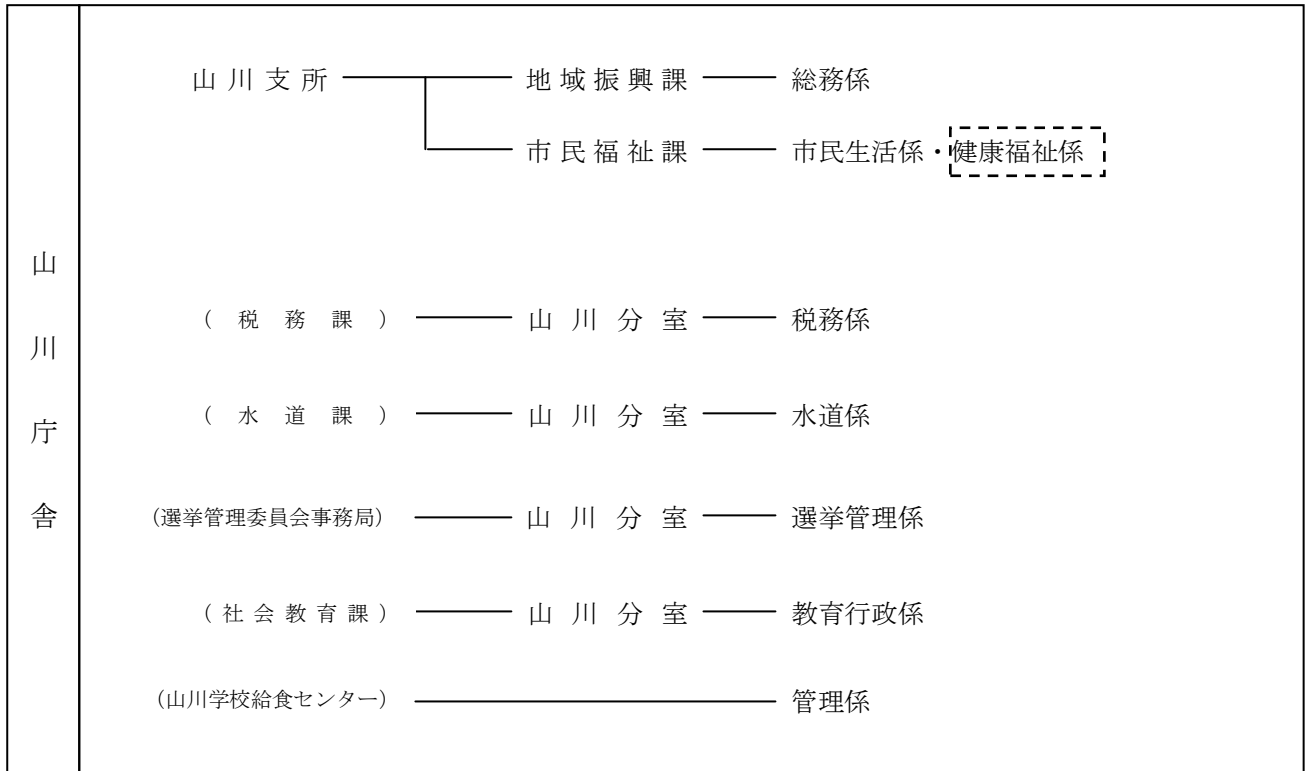 山川庁舎
山川支所 地域振興課 総務係
市民福祉課 市民生活係・健康福祉係
(税務課) 山川分室 税務係
(水道課) 山川分室 水道係
(選挙管理委員会事務局) 山川分室 選挙管理係
(社会教育課) 山川分室 教育行政係
(山川学校給食センター) 管理係